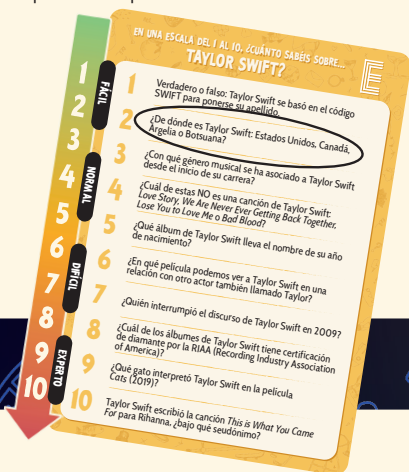 EN UNA ESCALA DEL 1 AL 10, ¿CUÁNTO SABÉIS SOBRE...
TAYLOR SWIFT?
E
1
2
3
4
5
6
7
8
9
10
FÁCIL
NORMAL
DIFÍCIL
EXPERTO
1
Verdadero o falso: Taylor Swift se basó en el código
SWIFT para ponerse su apellido.
2
¿De dónde es Taylor Swift: Estados Unidos, Canadá,
Argelia o Botsuana?
3
¿Con qué género musical se ha asociado a Taylor Swift
desde el inicio de su carrera?
4
¿Cuál de estas NO es una canción de Taylor Swift:
Love Story, We Are Never Ever Getting Back Together,
Lose You to Love Me o Bad Blood?
5
¿Qué álbum de Taylor Swift lleva el nombre de su año
de nacimiento?
6
¿En qué película podemos ver a Taylor Swift en una
relación con otro actor también llamado Taylor?
7
¿Quién interrumpió el discurso de Taylor Swift en 2009?
8
¿Cuál de los álbumes de Taylor Swift tiene certificación
de diamante por la RIAA (Recording Industry Association
of America)?
9
¿Qué gato interpretó Taylor Swift en la película
Cats (2019)?
10
Taylor Swift escribió la canción This is What You Came
For para Rihanna, ¿bajo qué seudónimo?